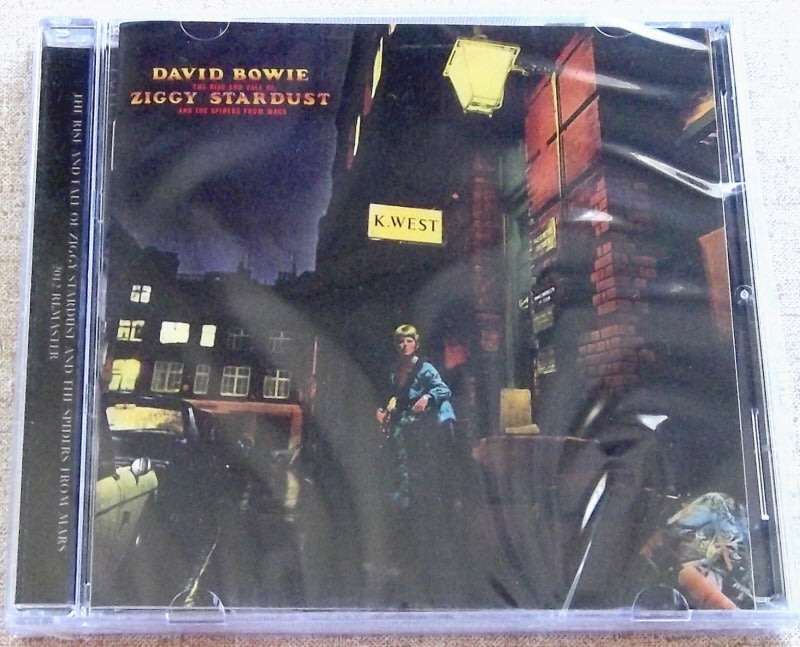 DAVID BOWIE
THE RISE AND FALL OF
ZIGGY STARDUST
AND THE SPIDERS FROM MARS
K.WEST
THE RISE AND FALL OF ZIGGY STARDUST AND THE SPIDERS FROM MARS
2012 REMASTER